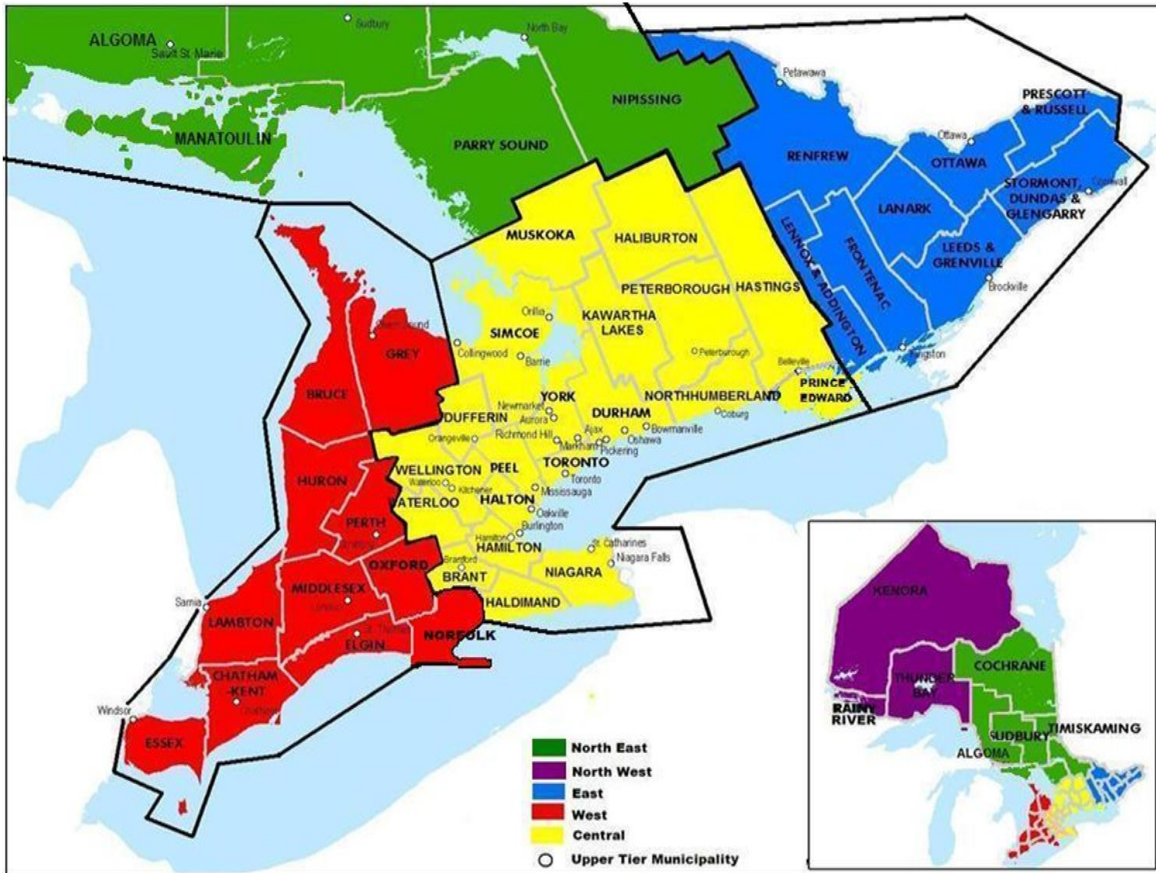 Sudbury
ALGOMA
Sault St. Marie
North Bay
Petawawa
NIPISSING
PRESCOTT
& RUSSELL
MANATOULIN
Ottawa
PARRY SOUND
RENFREW
OTTAWA
STORMONT,
DUNDAS &
GLENGARRY
Cornwall
LANARK
MUSKOKA
HALIBURTON
LENNOX & ADDINGTON
FRONTENAC
LEEDS &
GRENVILLE
Brockville
PETERBOROUGH
HASTINGS
KAWARTHA
LAKES
Orillia
SIMCOE
Owen Sound
GREY
Collingwood
Barrie
Peterborough
Kingston
Belleville
PRINCE
EDWARD
BRUCE
YORK
NORTHHUMBERLAND
Newmarket
Aurora
DURHAM
Coburg
DUFFERIN
Orangeville
Richmond Hill
Ajax
Bowmanville
Oshawa
Markham
Pickering
TORONTO
Toronto
WELLINGTON
PEEL
Waterloo
Kitchener
WATERLOO
HALTON
Mississauga
Oakville
HURON
PERTH
Burlington
Hamilton
HAMILTON
St. Catharines
Niagara Falls
OXFORD
Brantford
BRANT
NIAGARA
HALDIMAND
MIDDLESEX
Sarnia
LAMBTON
St. Thomas
ELGIN
NORFOLK
CHATHAM
-KENT
Windsor
ESSEX
North East
North West
East
West
Central
Upper Tier Municipality
KENORA
COCHRANE
THUNDER
BAY
RAINY
RIVER
TIMISKAMING
SUDBURY
ALGOMA